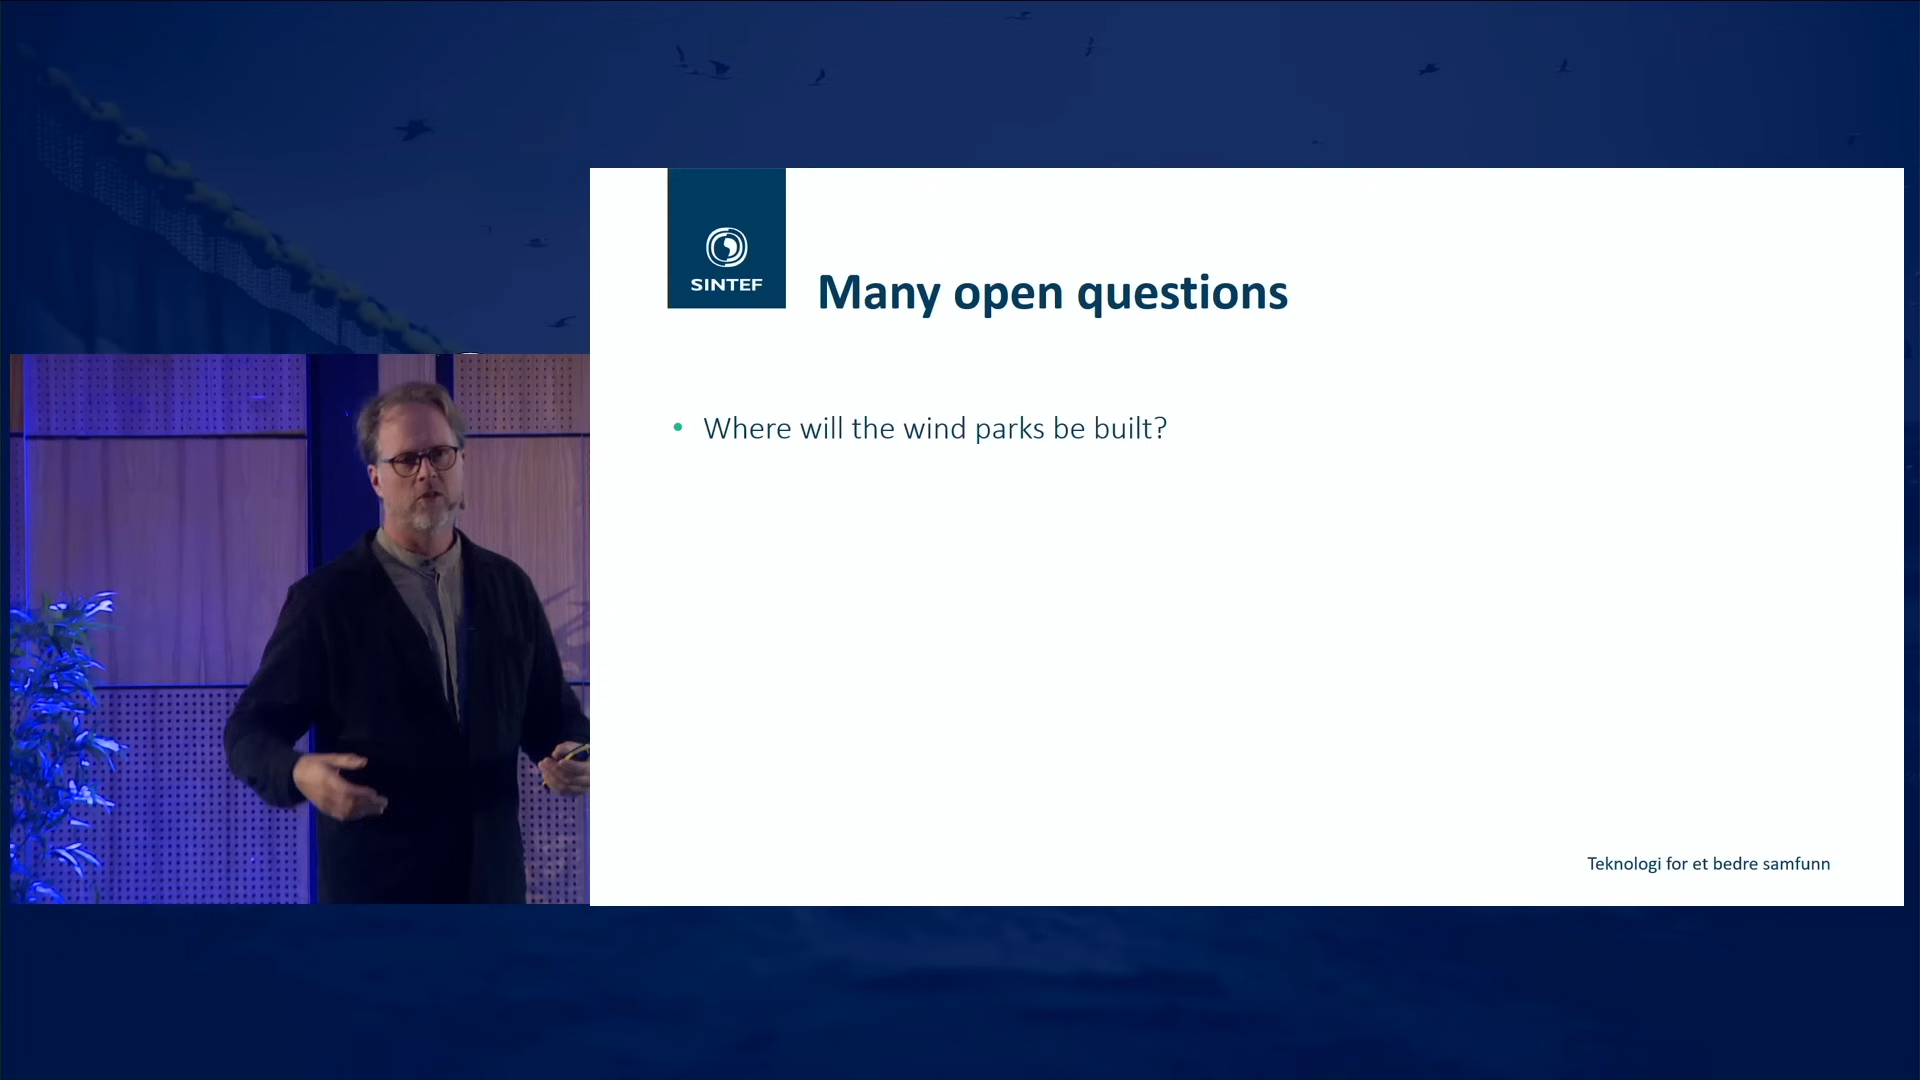 SINTEF
Many open questions
• Where will the wind parks be built?
Teknologi for et bedre samfunn